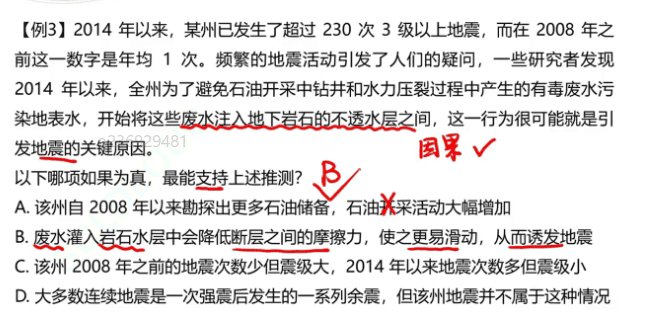 【例3】2014 年以来，某州已发生了超过 230 次 3 级以上地震，而在 2008 年之
前这一数字是年均 1 次。频繁的地震活动引发了人们的疑问，一些研究者发现
2014 年以来，全州为了避免石油开采中钻井和水力压裂过程中产生的有毒废水污
染地表水，开始将这些废水注入地下岩石的不透水层之间，这一行为很可能就是引
发地震的关键原因。
因果 ✓
以下哪项如果为真，最能支持上述推测？
B
A. 该州自 2008 年以来勘探出更多石油储备，石油开采活动大幅增加
B. 废水灌入岩石水层中会降低断层之间的摩擦力，使之更易滑动，从而诱发地震
C. 该州 2008 年之前的地震次数少但震级大，2014 年以来地震次数多但震级小
D. 大多数连续地震是一次强震后发生的一系列余震，但该州地震并不属于这种情况